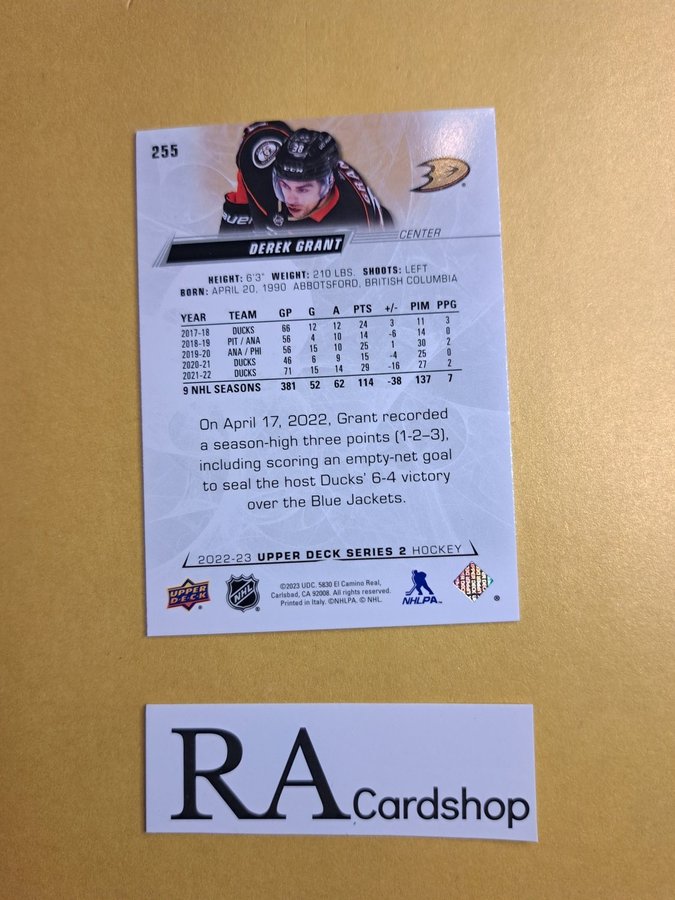 255
38
CCM
DEREK GRANT
CENTER
HEIGHT: 6'3" WEIGHT: 210 LBS. SHOOTS: LEFT
BORN: APRIL 20, 1990 ABBOTSFORD, BRITISH COLUMBIA
YEAR TEAM GP G A PTS +/- PIM PPG
2017-18 DUCKS 66 12 12 24 3 11 3
2018-19 PIT / ANA 56 4 10 14 -6 14 0
2019-20 ANA / PHI 56 15 10 25 1 30 2
2020-21 DUCKS 46 6 9 15 -4 25 0
2021-22 DUCKS 71 15 14 29 -16 27 2
9 NHL SEASONS 381 52 62 114 -38 137 7
On April 17, 2022, Grant recorded
a season-high three points (1-2–3),
including scoring an empty-net goal
to seal the host Ducks' 6-4 victory
over the Blue Jackets.
2022-23 UPPER DECK SERIES 2 HOCKEY
UPPER DECK ®
NHL ®
©2023 UDC. 5830 El Camino Real,
Carlsbad, CA 92008. All rights reserved.
Printed in Italy. ©NHLPA. © NHL.
NHLPA™
®
RA Cardshop